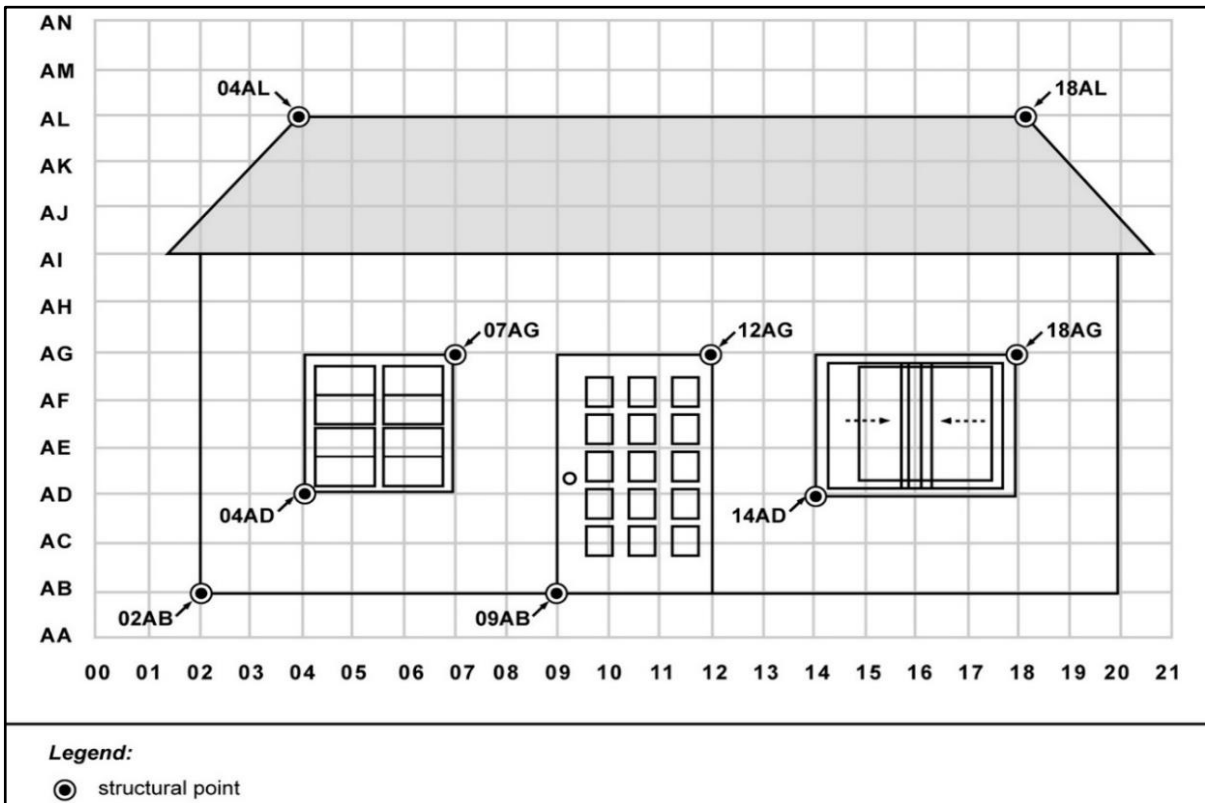 AN
AM
04AL 18AL
AL
AK
AJ
AI
AH
07AG 12AG 18AG
AG
AF
AE
AD
04AD 14AD
AC
AB
02AB 09AB
AA
00 01 02 03 04 05 06 07 08 09 10 11 12 13 14 15 16 17 18 19 20 21
Legend:
structural point